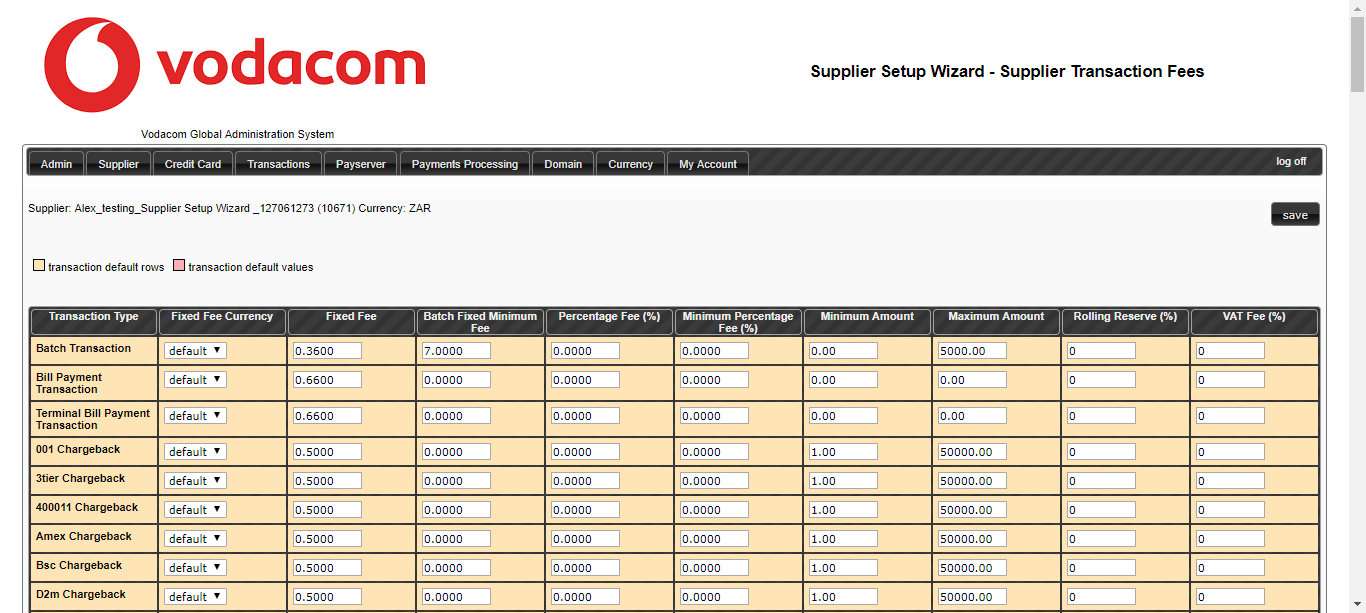 vodacom
Supplier Setup Wizard - Supplier Transaction Fees
Vodacom Global Administration System
Admin Supplier Credit Card Transactions Payserver Payments Processing Domain Currency My Account log off
Supplier: Alex_testing_Supplier Setup Wizard _127061273 (10671) Currency: ZAR
save
transaction default rows transaction default values
Transaction Type Fixed Fee Currency Fixed Fee Batch Fixed Minimum Fee Percentage Fee (%) Minimum Percentage Fee (%) Minimum Amount Maximum Amount Rolling Reserve (%) VAT Fee (%)
Batch Transaction default 0.3600 7.0000 0.0000 0.0000 0.00 5000.00 0 0
Bill Payment Transaction default 0.6600 0.0000 0.0000 0.0000 0.00 0.00 0 0
Terminal Bill Payment Transaction default 0.6600 0.0000 0.0000 0.0000 0.00 0.00 0 0
001 Chargeback default 0.5000 0.0000 0.0000 0.0000 1.00 50000.00 0 0
3tier Chargeback default 0.5000 0.0000 0.0000 0.0000 1.00 50000.00 0 0
400011 Chargeback default 0.5000 0.0000 0.0000 0.0000 1.00 50000.00 0 0
Amex Chargeback default 0.5000 0.0000 0.0000 0.0000 1.00 50000.00 0 0
Bsc Chargeback default 0.5000 0.0000 0.0000 0.0000 1.00 50000.00 0 0
D2m Chargeback default 0.5000 0.0000 0.0000 0.0000 1.00 50000.00 0 0